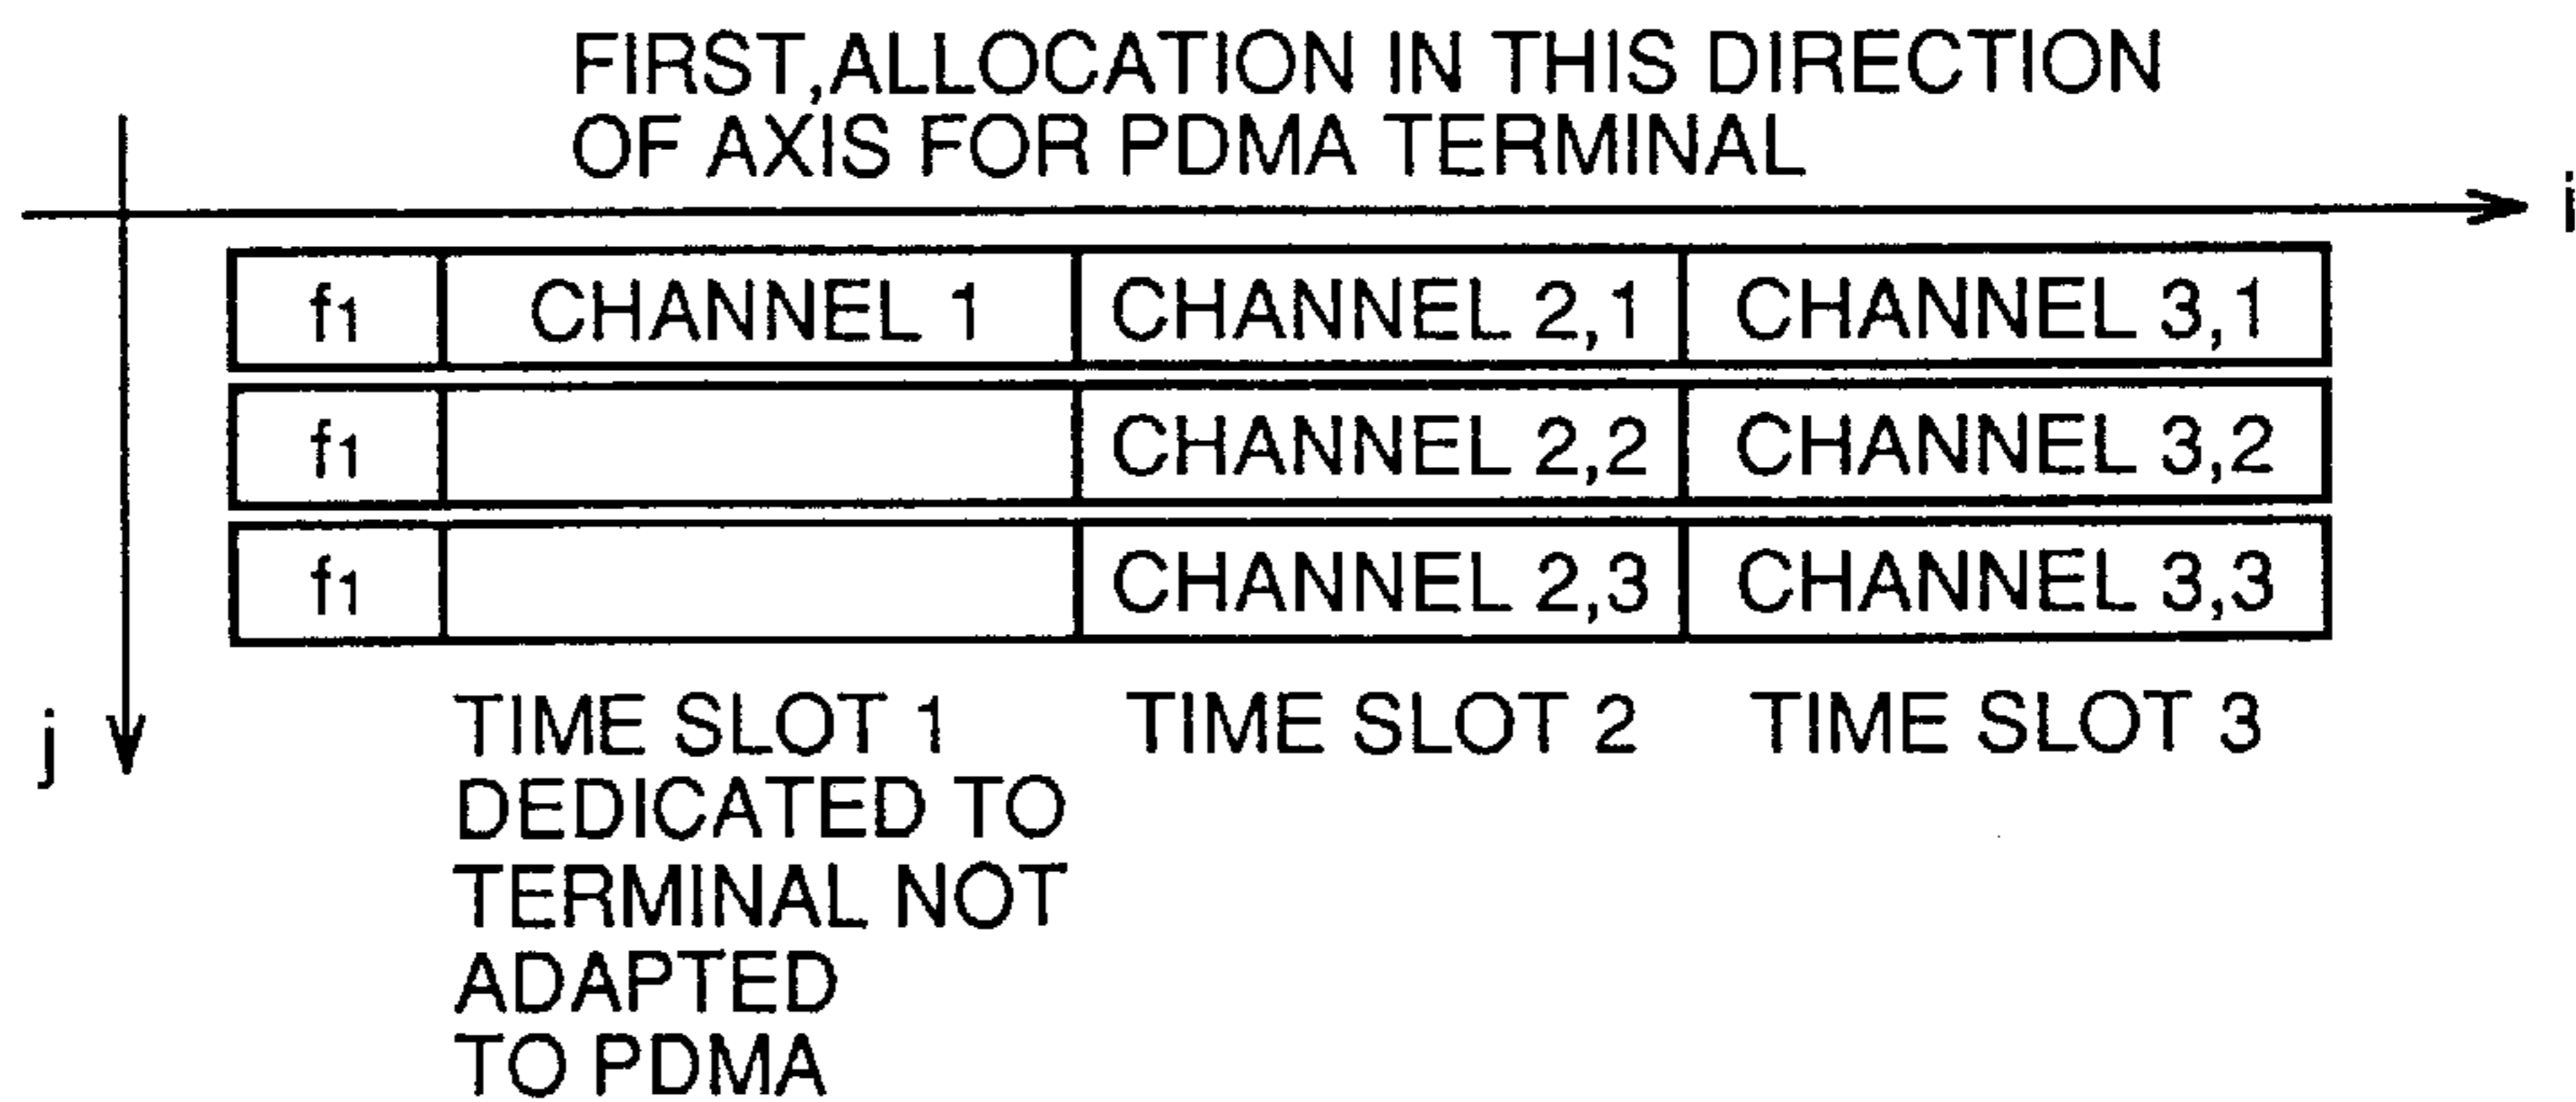 FIRST,ALLOCATION IN THIS DIRECTION
OF AXIS FOR PDMA TERMINAL
i
f1 CHANNEL 1 CHANNEL 2,1 CHANNEL 3,1
f1 CHANNEL 2,2 CHANNEL 3,2
f1 CHANNEL 2,3 CHANNEL 3,3
j
TIME SLOT 1 TIME SLOT 2 TIME SLOT 3
DEDICATED TO
TERMINAL NOT
ADAPTED
TO PDMA